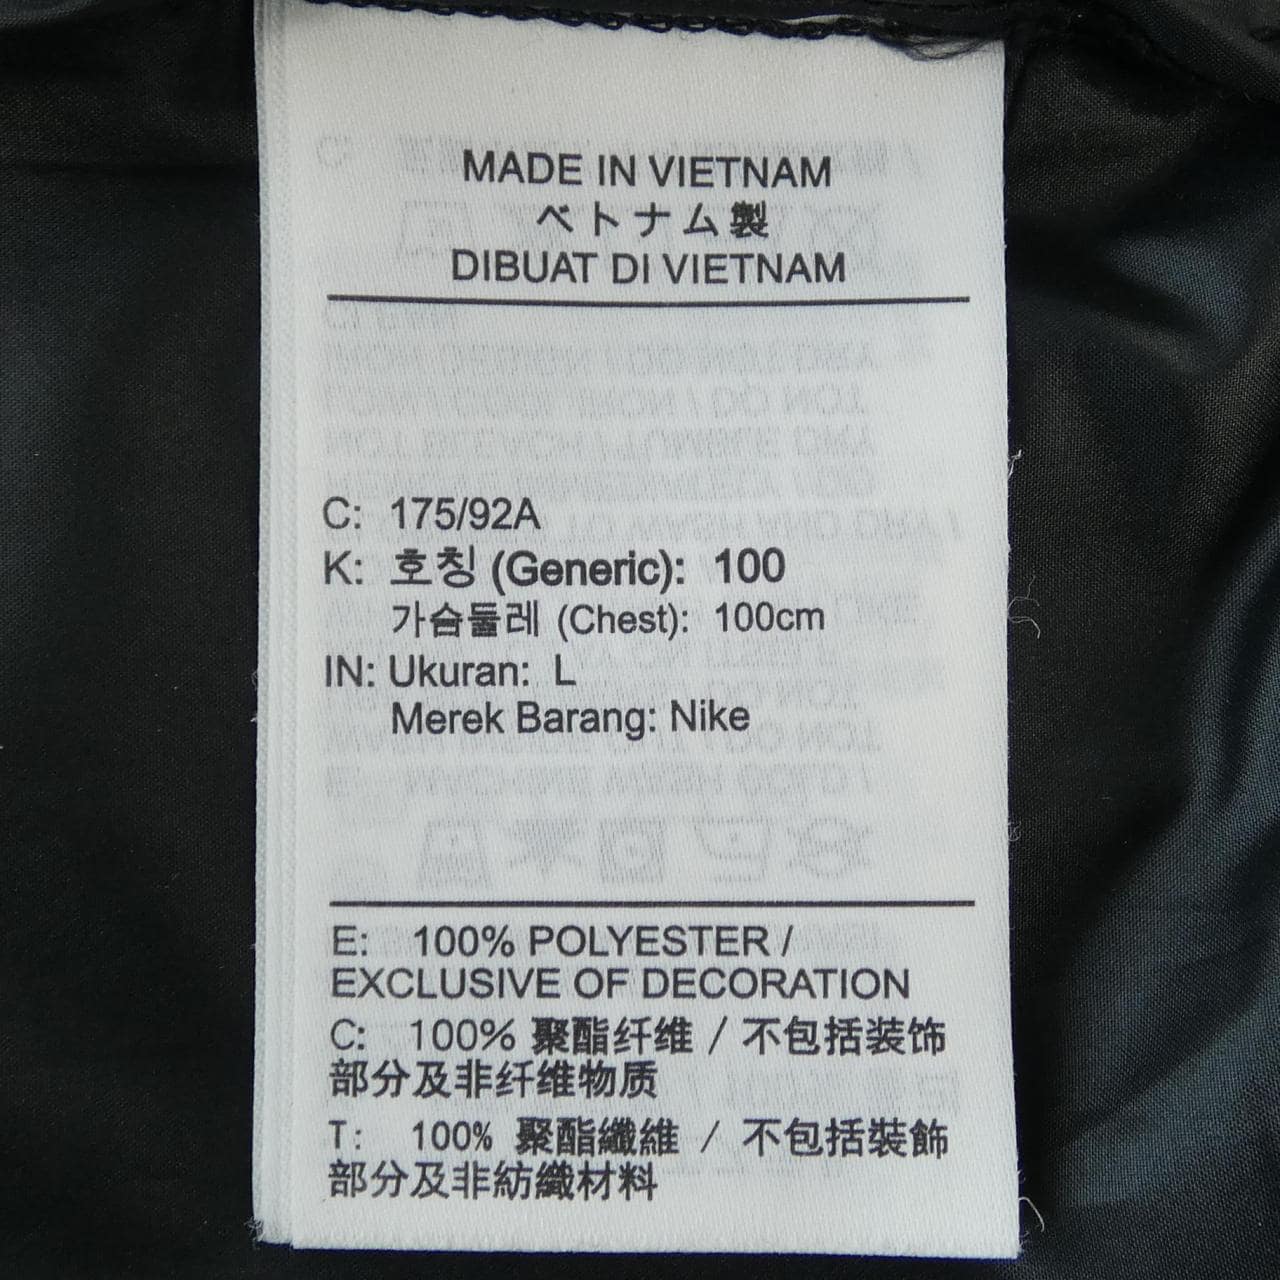 MADE IN VIETNAM
ベトナム製
DIBUAT DI VIETNAM
C: 175/92A
K: 호칭 (Generic): 100
가슴둘레 (Chest): 100cm
IN: Ukuran: L
Merek Barang: Nike
E: 100% POLYESTER /
EXCLUSIVE OF DECORATION
C: 100% 聚酯纤维 / 不包括装饰
部分及非纤维物质
T: 100% 聚酯纖維 / 不包括裝飾
部分及非紡織材料